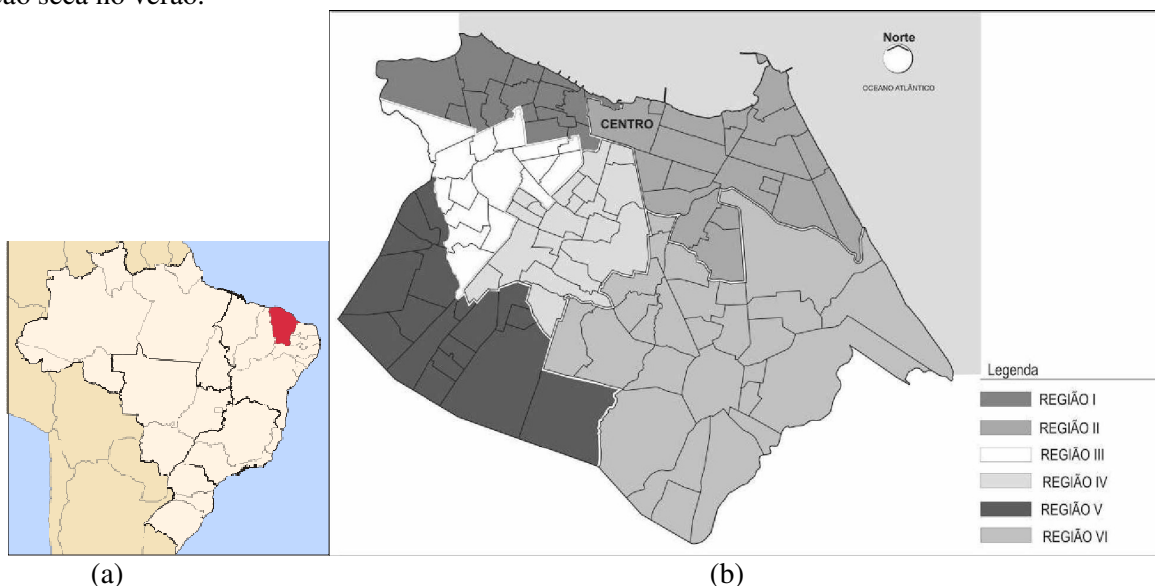 ão seca no verão.
Norte
OCEANO ATLÂNTICO
CENTRO
Legenda
REGIÃO I
REGIÃO II
REGIÃO III
REGIÃO IV
REGIÃO V
REGIÃO VI
(a)
(b)